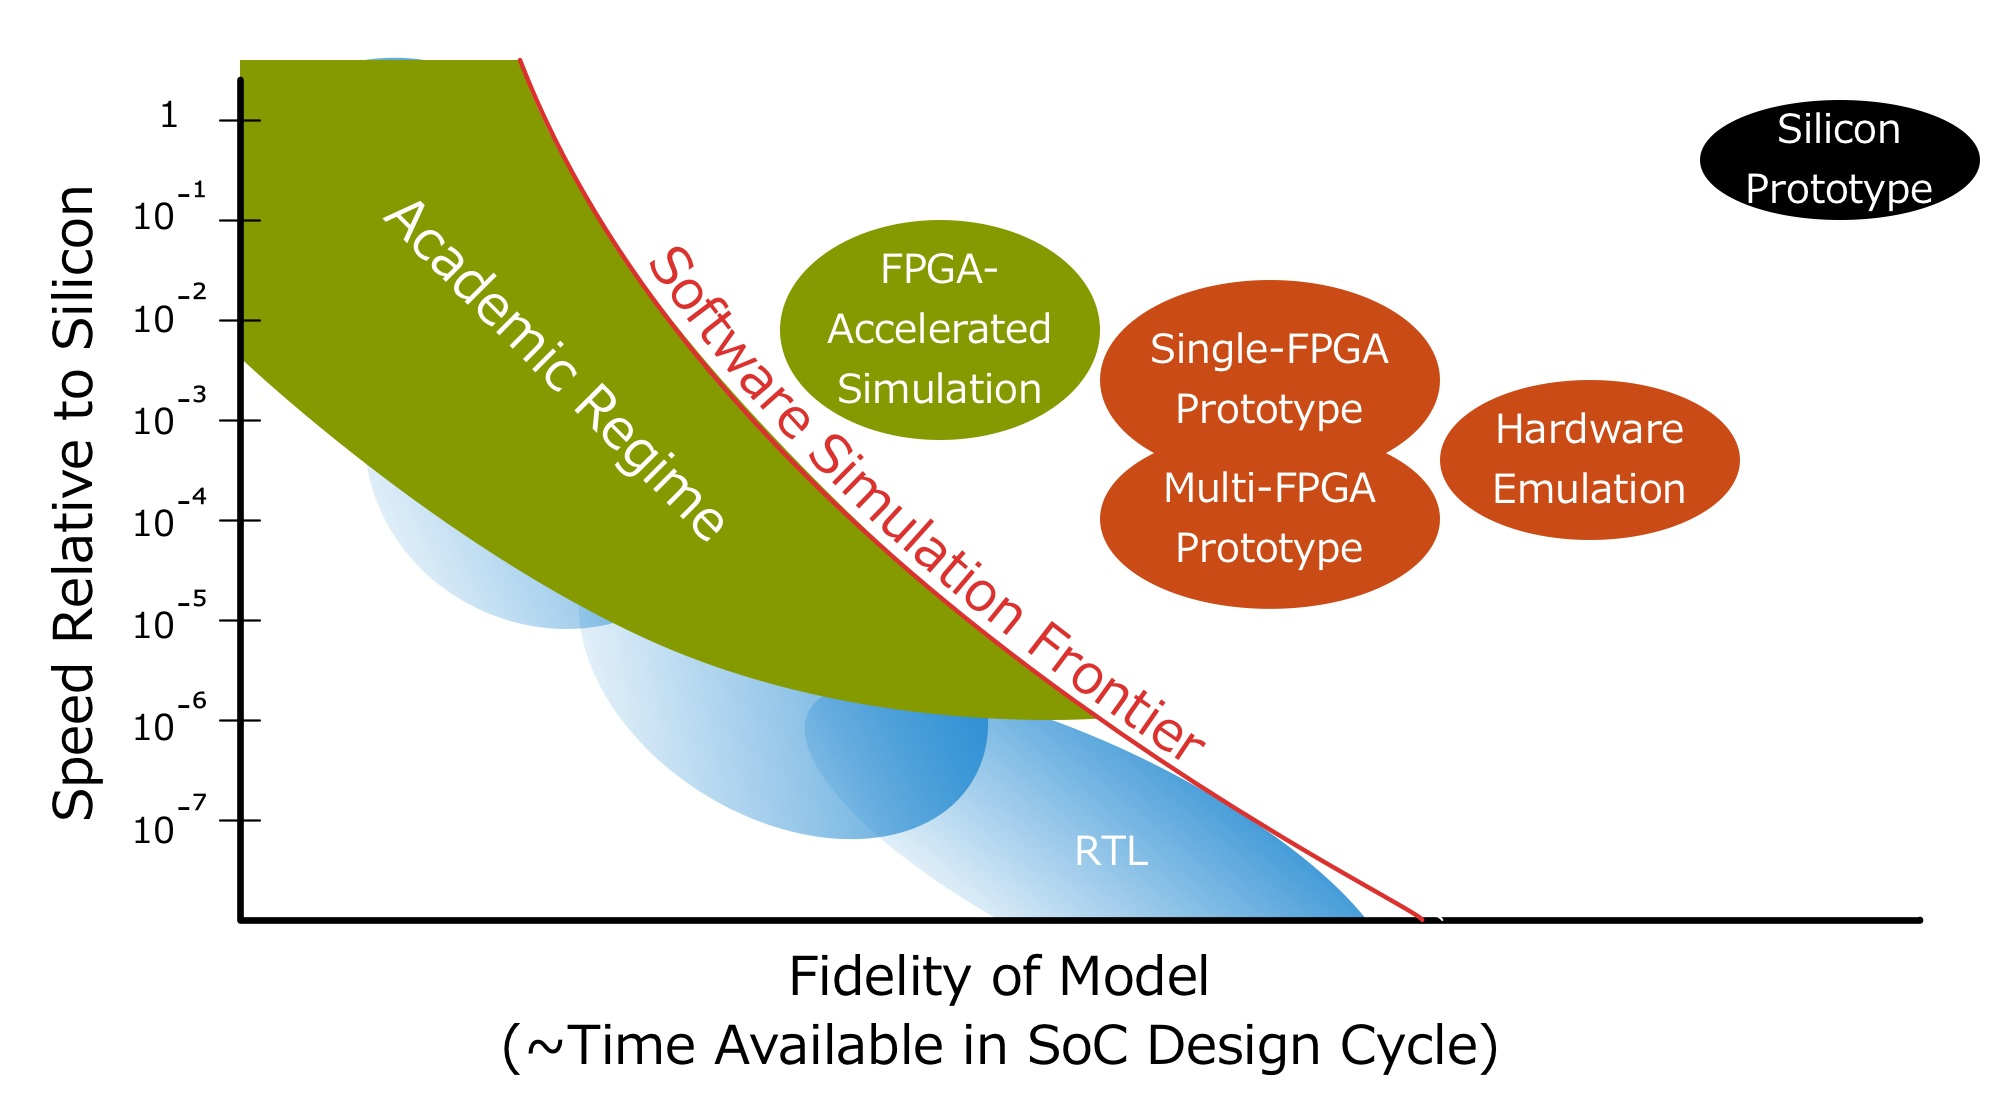 Speed Relative to Silicon
1
10⁻¹
10⁻²
10⁻³
10⁻⁴
10⁻⁵
10⁻⁶
10⁻⁷
Academic Regime
Software Simulation Frontier
FPGA-
Accelerated
Simulation
Single-FPGA
Prototype
Multi-FPGA
Prototype
Hardware
Emulation
Silicon
Prototype
RTL
Fidelity of Model
(~Time Available in SoC Design Cycle)